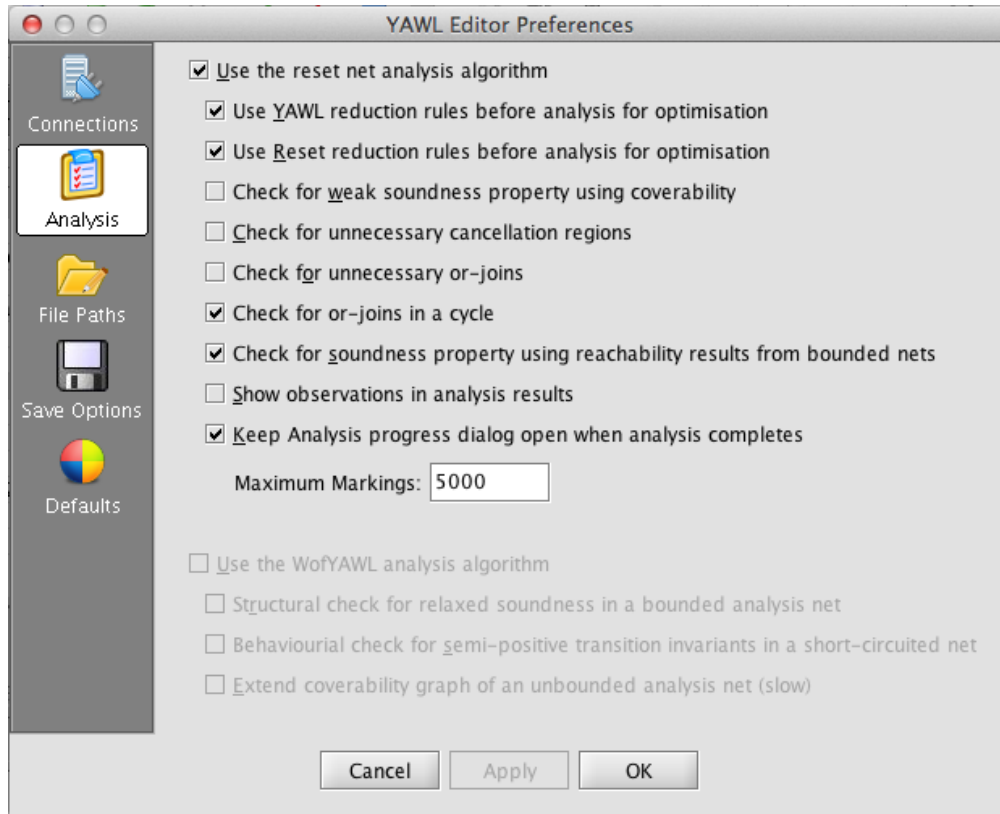 YAWL Editor Preferences
Connections
Analysis
File Paths
Save Options
Defaults
Use the reset net analysis algorithm
Use YAWL reduction rules before analysis for optimisation
Use Reset reduction rules before analysis for optimisation
Check for weak soundness property using coverability
Check for unnecessary cancellation regions
Check for unnecessary or-joins
Check for or-joins in a cycle
Check for soundness property using reachability results from bounded nets
Show observations in analysis results
Keep Analysis progress dialog open when analysis completes
Maximum Markings: 5000
Use the WofYAWL analysis algorithm
Structural check for relaxed soundness in a bounded analysis net
Behaviourial check for semi-positive transition invariants in a short-circuited net
Extend coverability graph of an unbounded analysis net (slow)
Cancel Apply OK